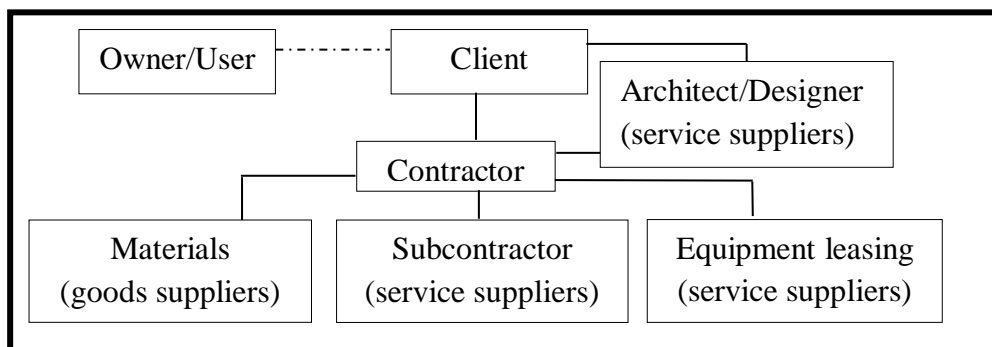 Owner/User
Client
Architect/Designer
(service suppliers)
Contractor
Materials
(goods suppliers)
Subcontractor
(service suppliers)
Equipment leasing
(service suppliers)